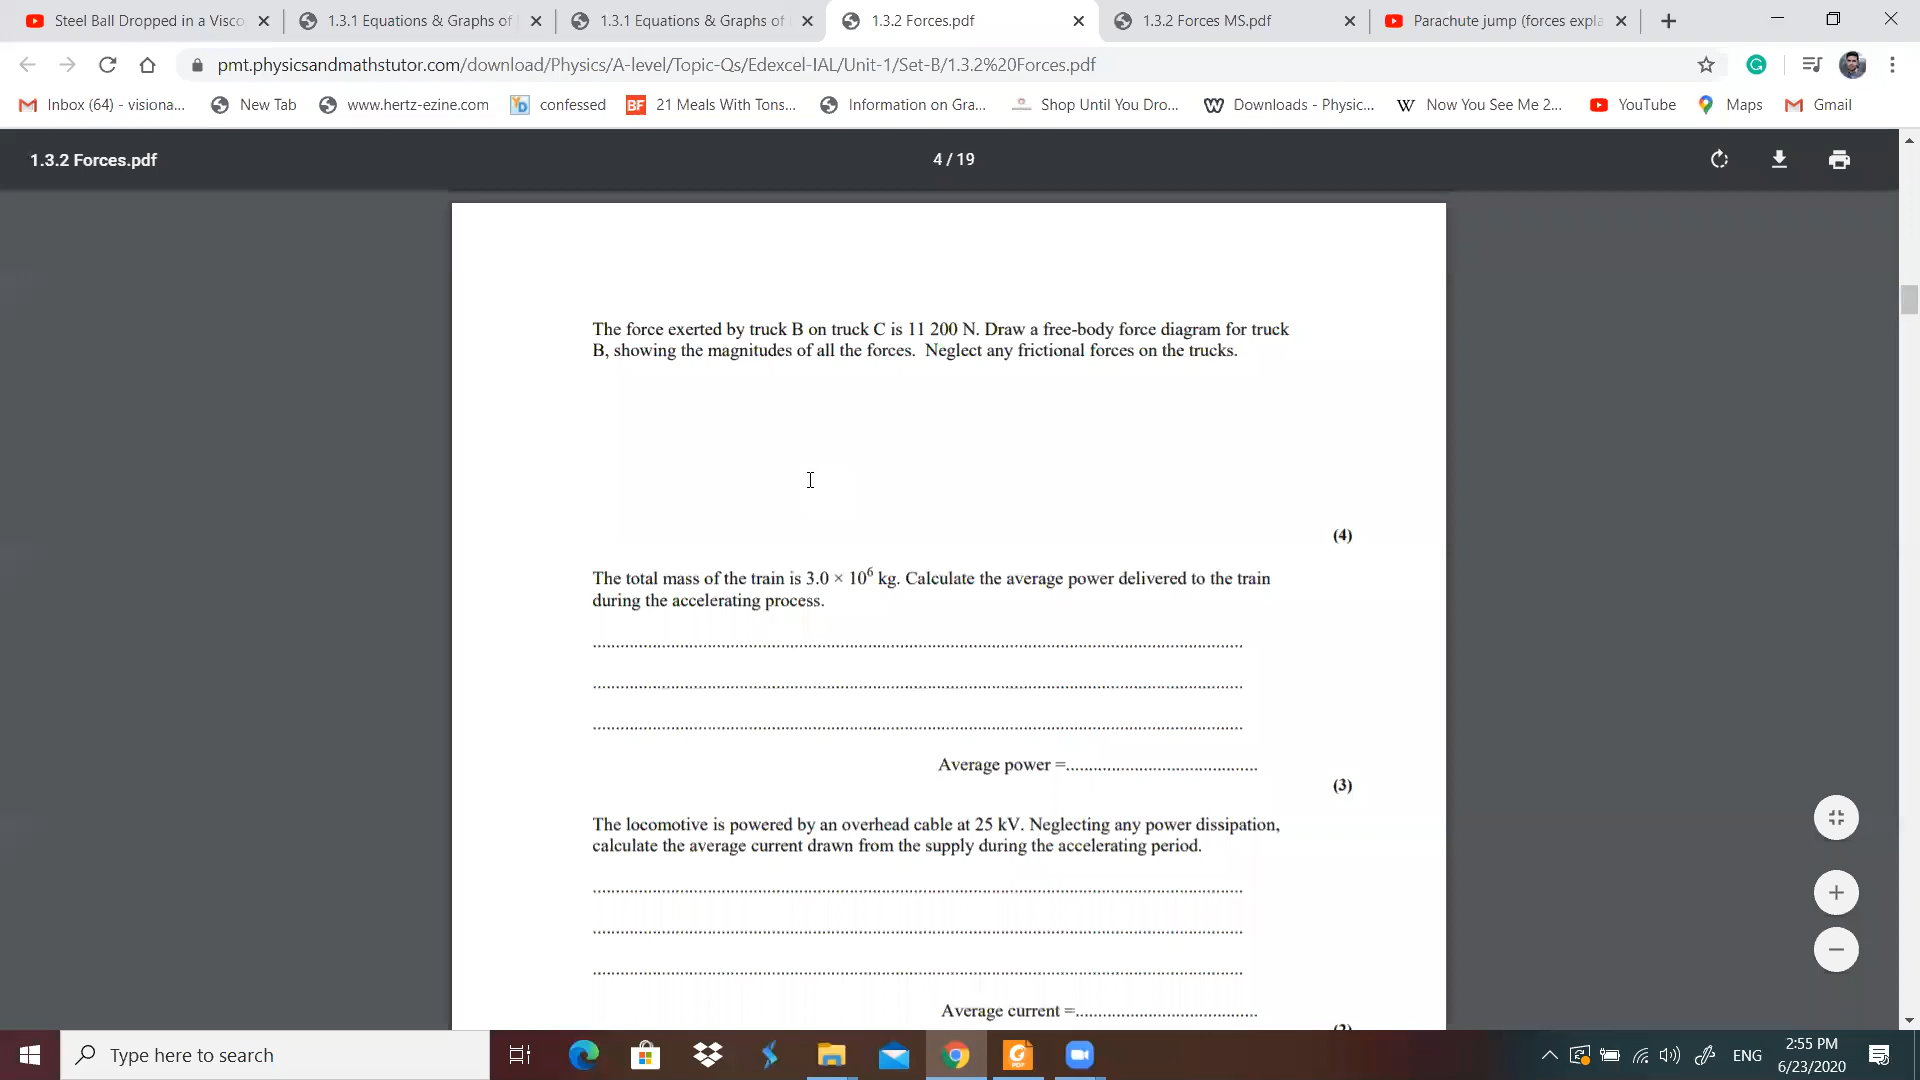 Steel Ball Dropped in a Visco
1.3.1 Equations & Graphs of
1.3.1 Equations & Graphs of
1.3.2 Forces.pdf
1.3.2 Forces MS.pdf
Parachute jump (forces expla
pmt.physicsandmathstutor.com/download/Physics/A-level/Topic-Qs/Edexcel-IAL/Unit-1/Set-B/1.3.2%20Forces.pdf
Inbox (64) - visiona...
New Tab
www.hertz-ezine.com
confessed
BF
21 Meals With Tons...
Information on Gra...
Shop Until You Dro...
Downloads - Physic...
W
Now You See Me 2...
YouTube
Maps
Gmail
1.3.2 Forces.pdf
4 / 19
The force exerted by truck B on truck C is 11 200 N. Draw a free-body force diagram for truck
B, showing the magnitudes of all the forces. Neglect any frictional forces on the trucks.
(4)
The total mass of the train is 3.0 × 10⁶ kg. Calculate the average power delivered to the train
during the accelerating process.
Average power =..........................................
(3)
The locomotive is powered by an overhead cable at 25 kV. Neglecting any power dissipation,
calculate the average current drawn from the supply during the accelerating period.
Average current =........................................
Type here to search
PDF
ENG
2:55 PM
6/23/2020